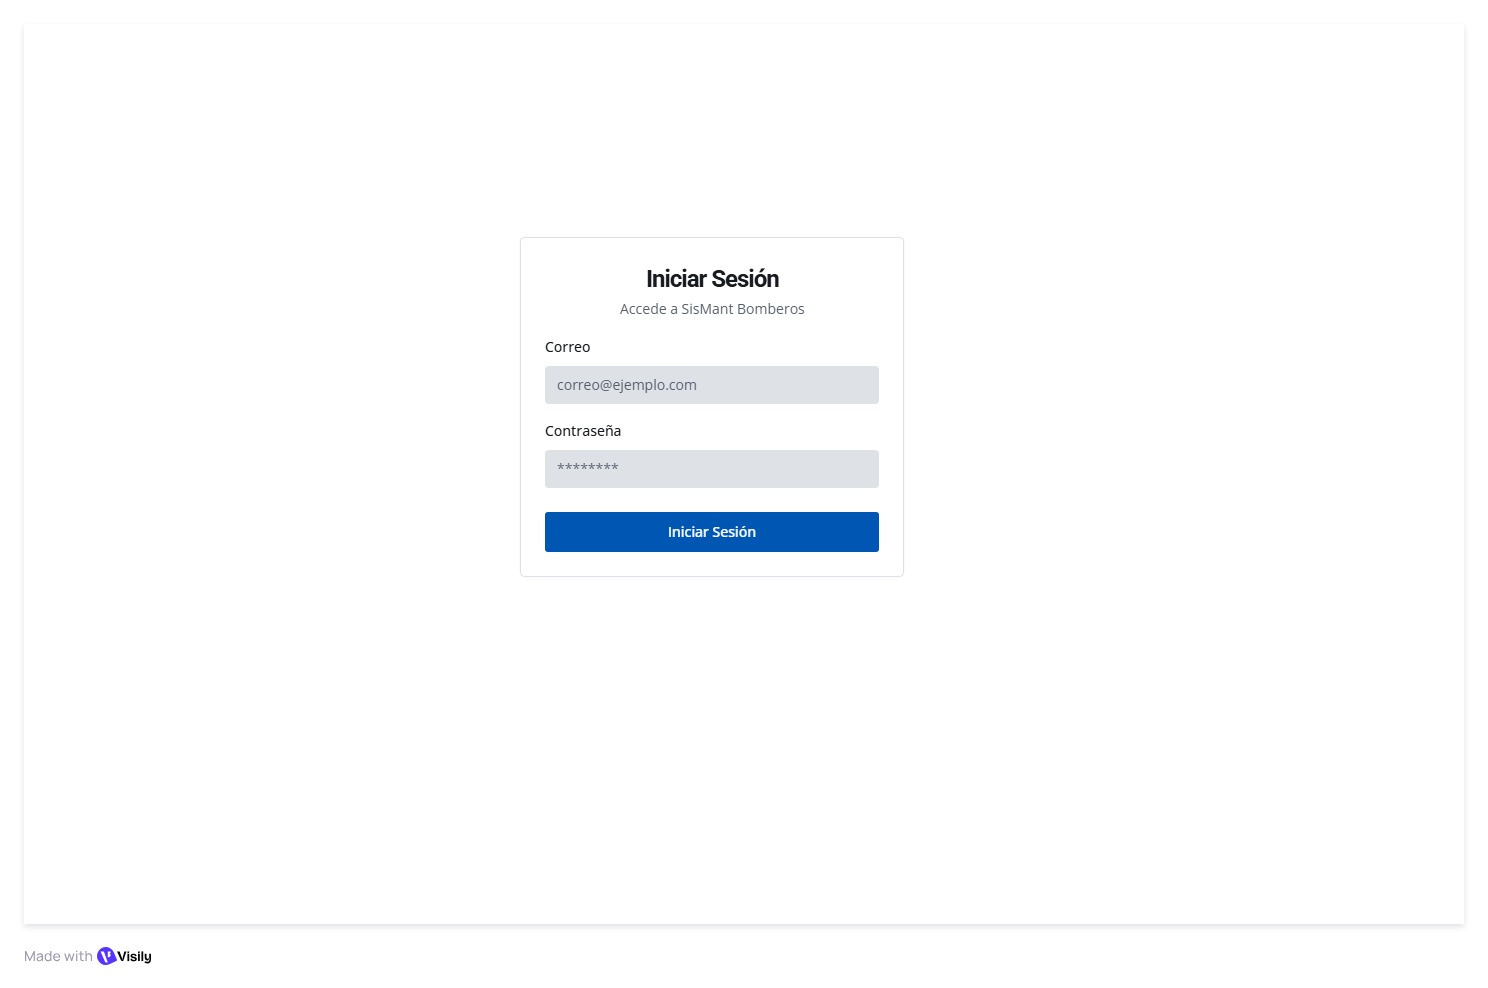 Iniciar Sesión
Accede a SisMant Bomberos
Correo
correo@ejemplo.com
Contraseña
********
Iniciar Sesión
Made with Visily